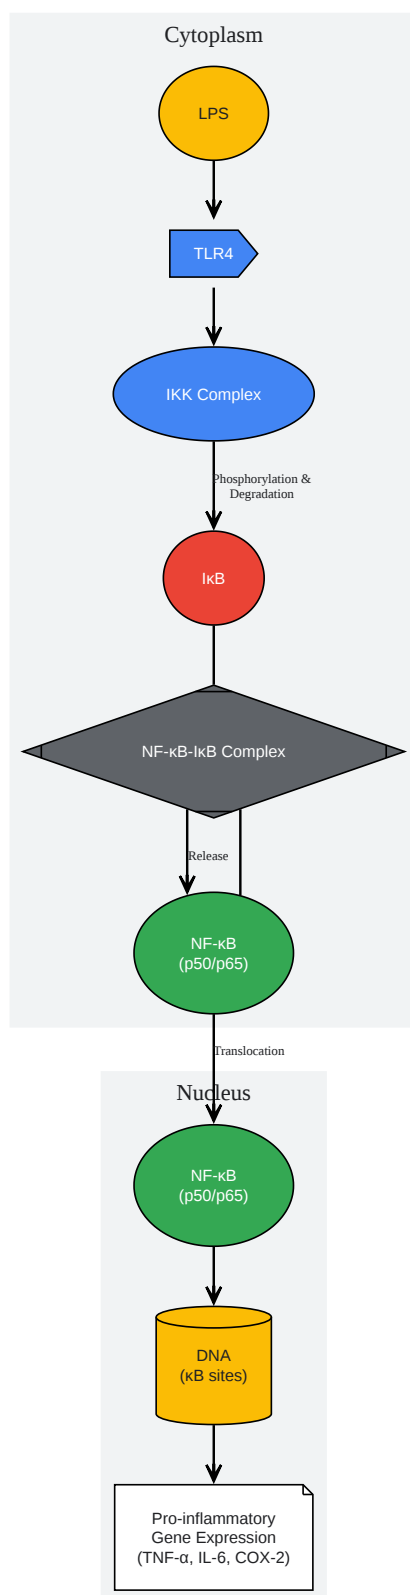 Cytoplasm
LPS
TLR4
IKK Complex
Phosphorylation &
Degradation
IκB
NF-κB-IκB Complex
Release
NF-κB
(p50/p65)
Translocation
Nucleus
NF-κB
(p50/p65)
DNA
(κB sites)
Pro-inflammatory
Gene Expression
(TNF-α, IL-6, COX-2)